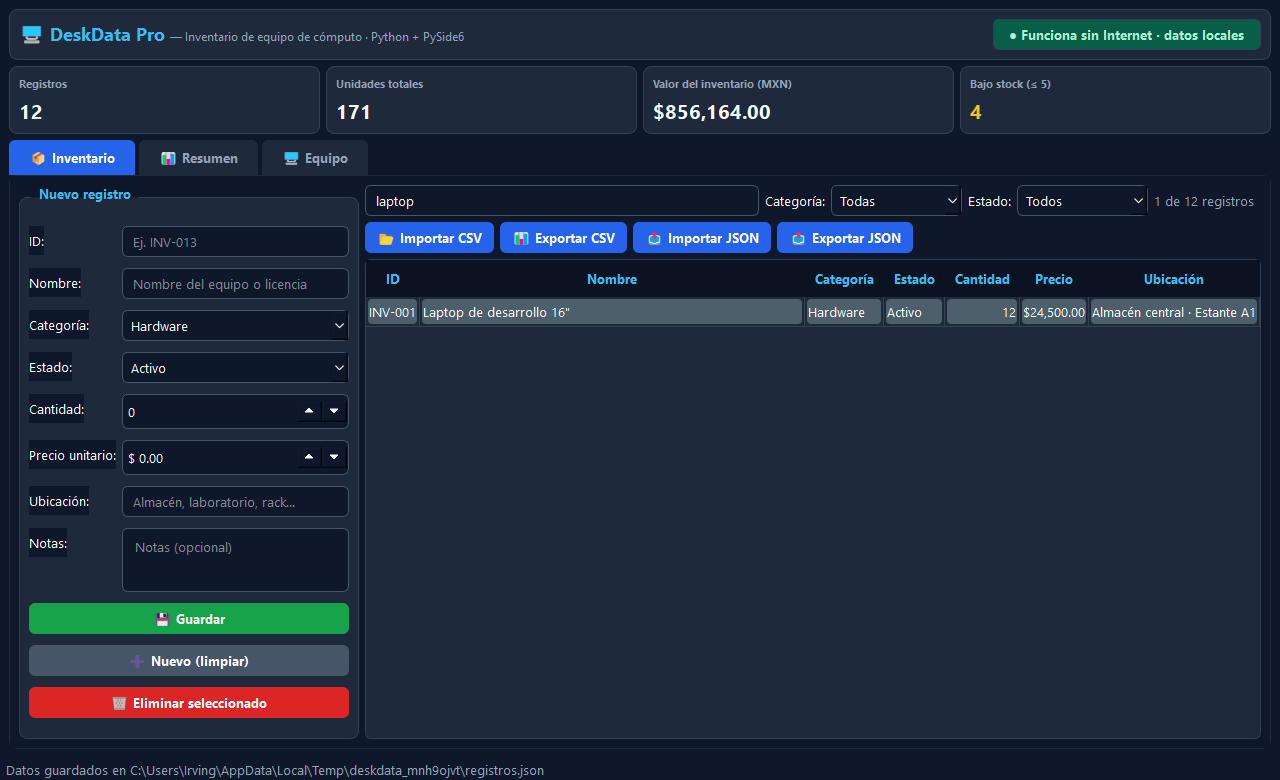 DeskData Pro — Inventario de equipo de cómputo · Python + PySide6
● Funciona sin Internet · datos locales
Registros
12
Unidades totales
171
Valor del inventario (MXN)
$856,164.00
Bajo stock (≤ 5)
4
Inventario
Resumen
Equipo
Nuevo registro
ID:
Ej. INV-013
Nombre:
Nombre del equipo o licencia
Categoría:
Hardware
Estado:
Activo
Cantidad:
0
Precio unitario:
$ 0.00
Ubicación:
Almacén, laboratorio, rack...
Notas:
Notas (opcional)
Guardar
Nuevo (limpiar)
Eliminar seleccionado
laptop
Categoría:
Todas
Estado:
Todos
1 de 12 registros
Importar CSV
Exportar CSV
Importar JSON
Exportar JSON
ID Nombre Categoría Estado Cantidad Precio Ubicación
INV-001 Laptop de desarrollo 16" Hardware Activo 12 $24,500.00 Almacén central · Estante A1
Datos guardados en C:\Users\Irving\AppData\Local\Temp\deskdata_mnh9ojvt\registros.json